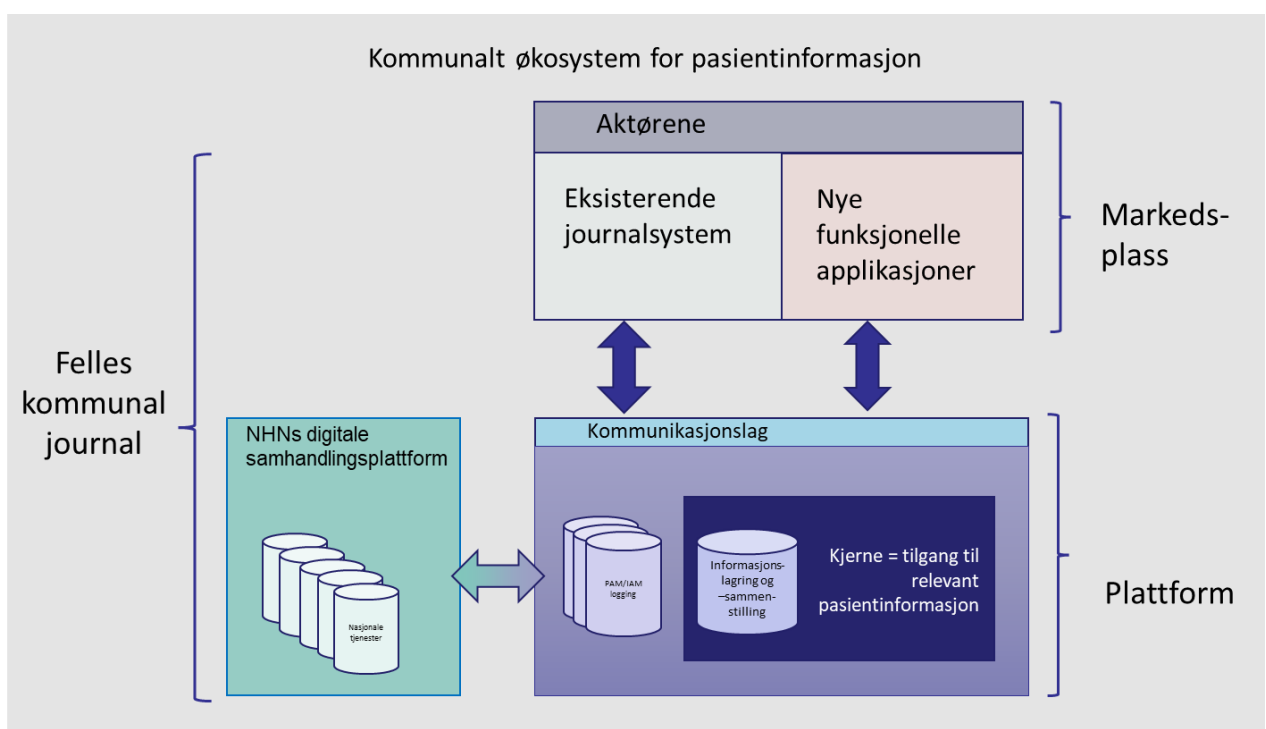 Kommunalt økosystem for pasientinformasjon
Aktørene
Eksisterende
journalsystem
Nye
funksjonelle
applikasjoner
Markeds-
plass
Felles
kommunal
journal
NHNs digitale
samhandlingsplattform
Nasjonale
tjenester
Kommunikasjonslag
PAM/IAM
logging
Informasjons-
lagring og
–sammen-
stilling
Kjerne = tilgang til
relevant
pasientinformasjon
Plattform